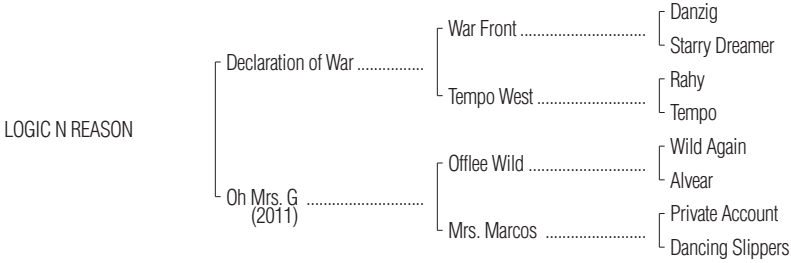 Danzig
War Front ..............................
Starry Dreamer
Declaration of War ................
Rahy
Tempo West ..........................
Tempo
LOGIC N REASON
Wild Again
Offlee Wild ............................
Alvear
Oh Mrs. G ............................
(2011)
Private Account
Mrs. Marcos ........................
Dancing Slippers